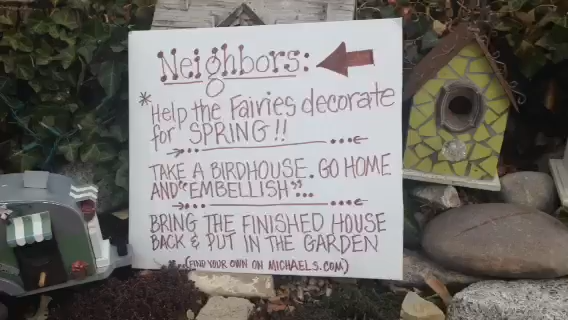 Neighbors:
* Help the Fairies decorate
for SPRING!!
TAKE A BIRDHOUSE. GO HOME
AND "EMBELLISH"...
BRING THE FINISHED HOUSE
BACK & PUT IN THE GARDEN
(FIND YOUR OWN ON MICHAELS.COM)